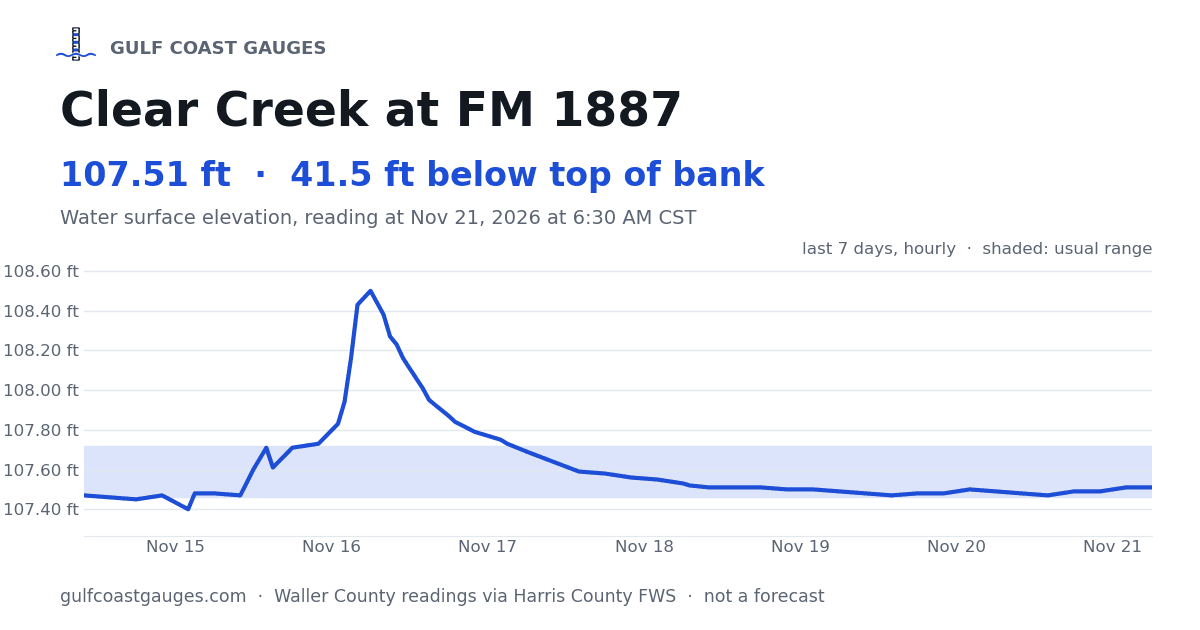 GULF COAST GAUGES
Clear Creek at FM 1887
107.51 ft · 41.5 ft below top of bank
Water surface elevation, reading at Nov 21, 2026 at 6:30 AM CST
last 7 days, hourly · shaded: usual range
108.60 ft
108.40 ft
108.20 ft
108.00 ft
107.80 ft
107.60 ft
107.40 ft
Nov 15 Nov 16 Nov 17 Nov 18 Nov 19 Nov 20 Nov 21
gulfcoastgauges.com · Waller County readings via Harris County FWS · not a forecast